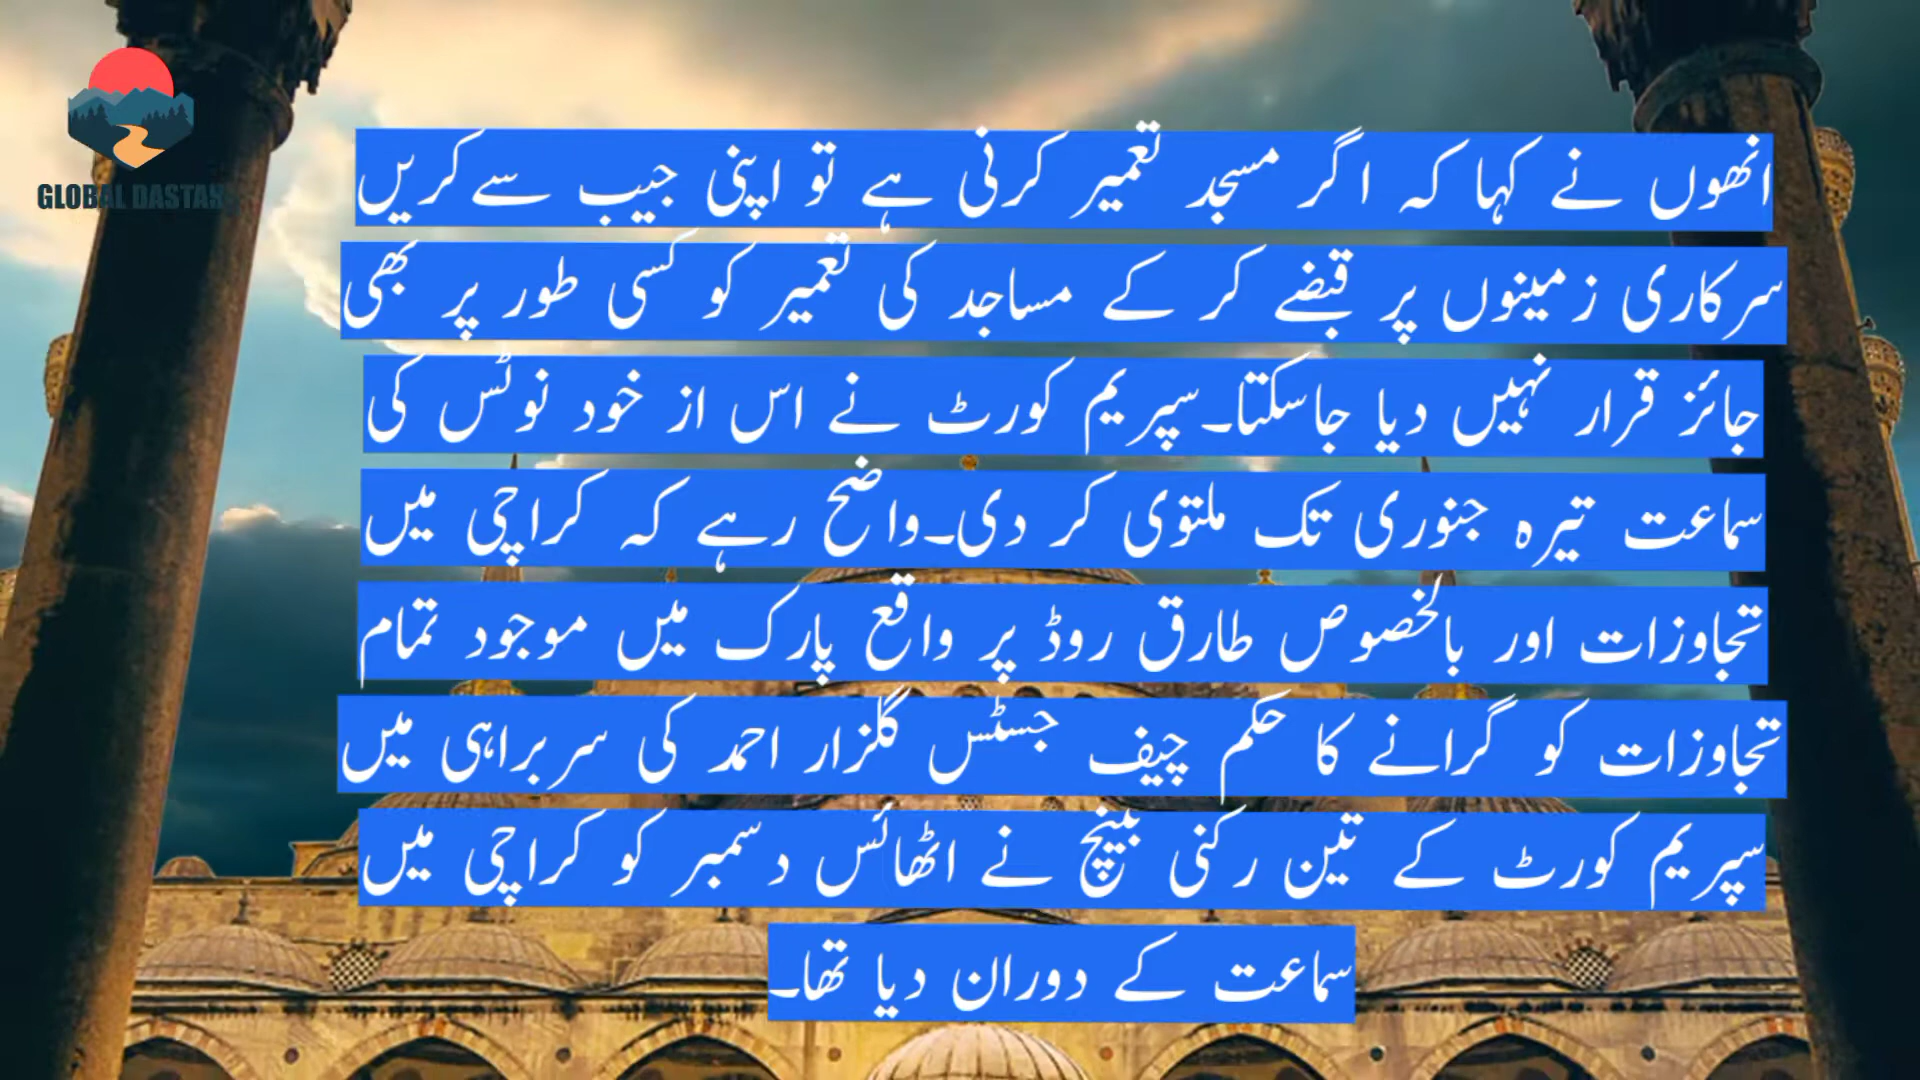 GLOBAL DASTAN
انھوں نے کہا کہ اگر مسجد تعمیر کرنی ہے تو اپنی جیب سے کریں
سرکاری زمینوں پر قبضے کر کے مساجد کی تعمیر کو کسی طور پر بھی
جائز قرار نہیں دیا جاسکتا۔سپریم کورٹ نے اس از خود نوٹس کی
سماعت تیرہ جنوری تک ملتوی کر دی۔واضح رہے کہ کراچی میں
تجاوزات اور بالخصوص طارق روڈ پر واقع پارک میں موجود تمام
تجاوزات کو گرانے کا حکم چیف جسٹس گلزار احمد کی سربراہی میں
سپریم کورٹ کے تین رکنی بینچ نے اٹھائس دسمبر کو کراچی میں
سماعت کے دوران دیا تھا۔